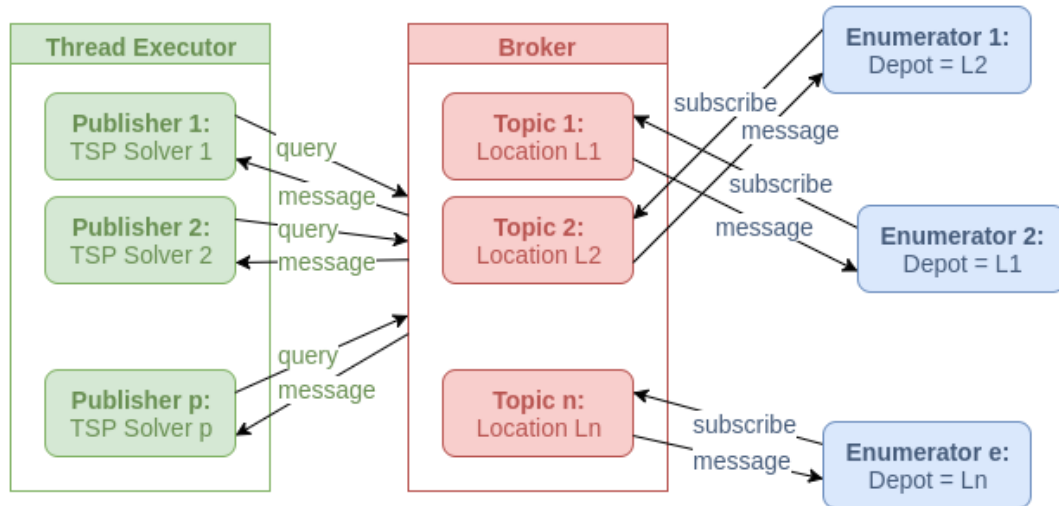 Thread Executor
Publisher 1:
TSP Solver 1
Publisher 2:
TSP Solver 2
Publisher p:
TSP Solver p
query
message
query
message
query
message
Broker
Topic 1:
Location L1
Topic 2:
Location L2
Topic n:
Location Ln
subscribe
message
subscribe
message
subscribe
message
Enumerator 1:
Depot = L2
Enumerator 2:
Depot = L1
Enumerator e:
Depot = Ln